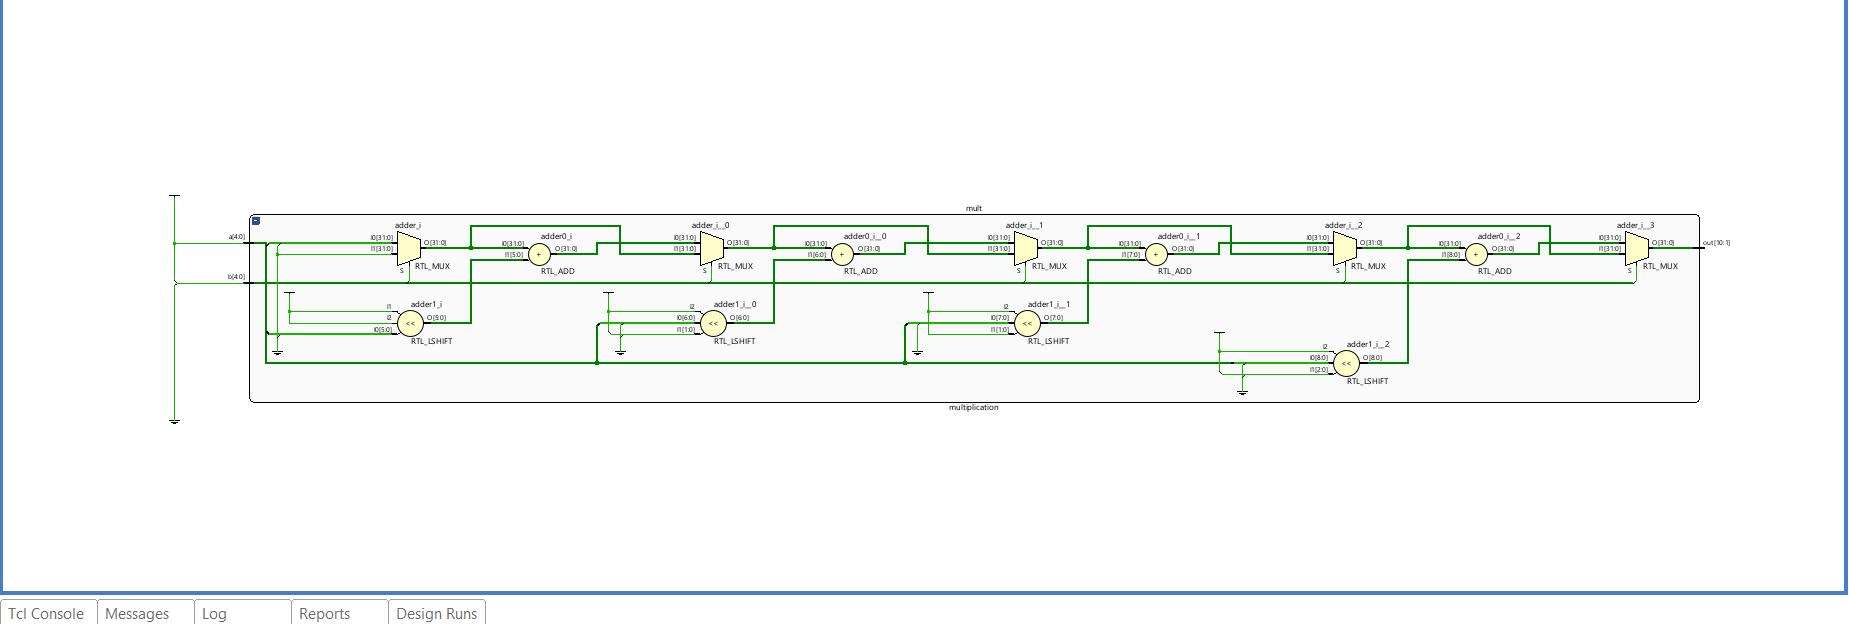 mult
adder_i
adder_i__0
adder_i__1
adder_i__2
adder_i__3
a[4:0]
I0[31:0]
I1[31:0]
O[31:0]
S
RTL_MUX
adder0_i
I0[31:0]
I1[5:0]
O[31:0]
+
RTL_ADD
I0[31:0]
I1[31:0]
O[31:0]
S
RTL_MUX
adder0_i__0
I0[31:0]
I1[6:0]
O[31:0]
+
RTL_ADD
I0[31:0]
I1[31:0]
O[31:0]
S
RTL_MUX
adder0_i__1
I0[31:0]
I1[7:0]
O[31:0]
+
RTL_ADD
I0[31:0]
I1[31:0]
O[31:0]
S
RTL_MUX
adder0_i__2
I0[31:0]
I1[8:0]
O[31:0]
+
RTL_ADD
I0[31:0]
I1[31:0]
O[31:0]
S
RTL_MUX
out[10:1]
b[4:0]
adder1_i
I1
I2
I0[5:0]
<<
O[5:0]
RTL_LSHIFT
adder1_i__0
I2
I0[6:0]
I1[1:0]
<<
O[6:0]
RTL_LSHIFT
adder1_i__1
I2
I0[7:0]
I1[1:0]
<<
O[7:0]
RTL_LSHIFT
adder1_i__2
I2
I0[8:0]
I1[2:0]
<<
O[8:0]
RTL_LSHIFT
multiplication
Tcl Console
Messages
Log
Reports
Design Runs